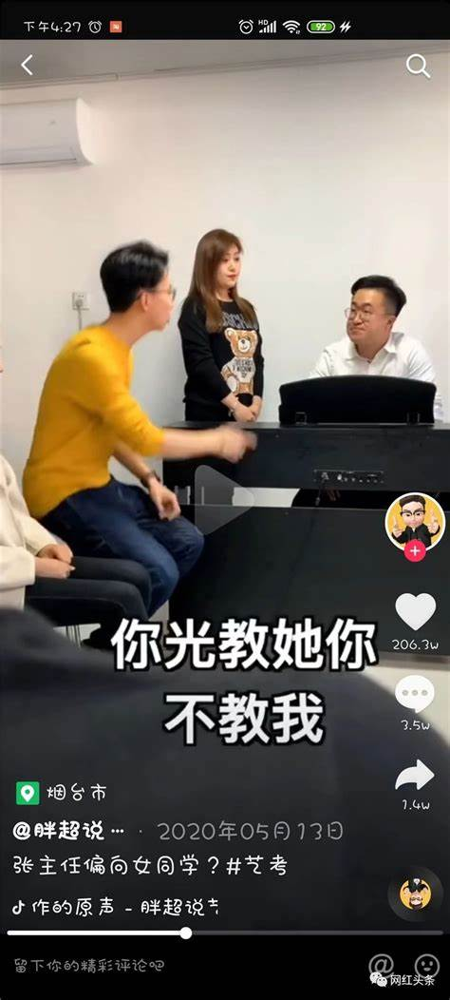 下午4:27
HD
92
你光教她你
不教我
206.3w
3.5w
1.4w
烟台市
@胖超说… · 2020年05月13日
张主任偏向女同学？#艺考
作的原声 - 胖超说艺
留下你的精彩评论吧
@
网红头条